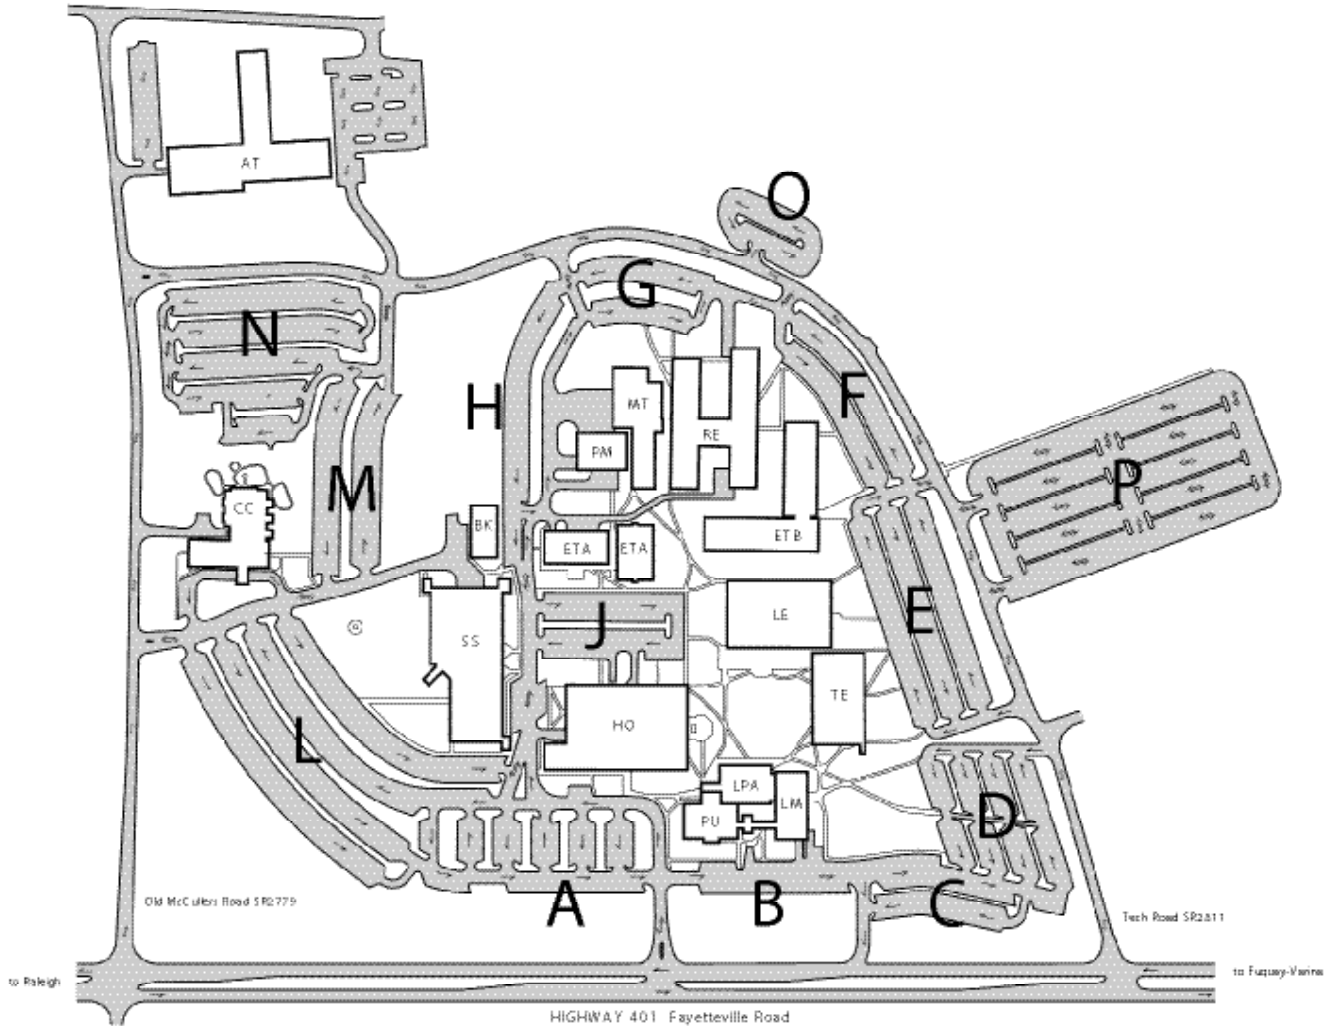 AT
O
G
N
F
H
MT
RE
PM
P
M
CC
BK
ETB
ETA
ETA
E
LE
J
SS
TE
HO
L
LPA
LM
PU
D
A
B
C
Old McCullers Road SR2779
Tech Road SR2811
to Raleigh
to Fuquay-Varina
HIGHWAY 401 Fayetteville Road